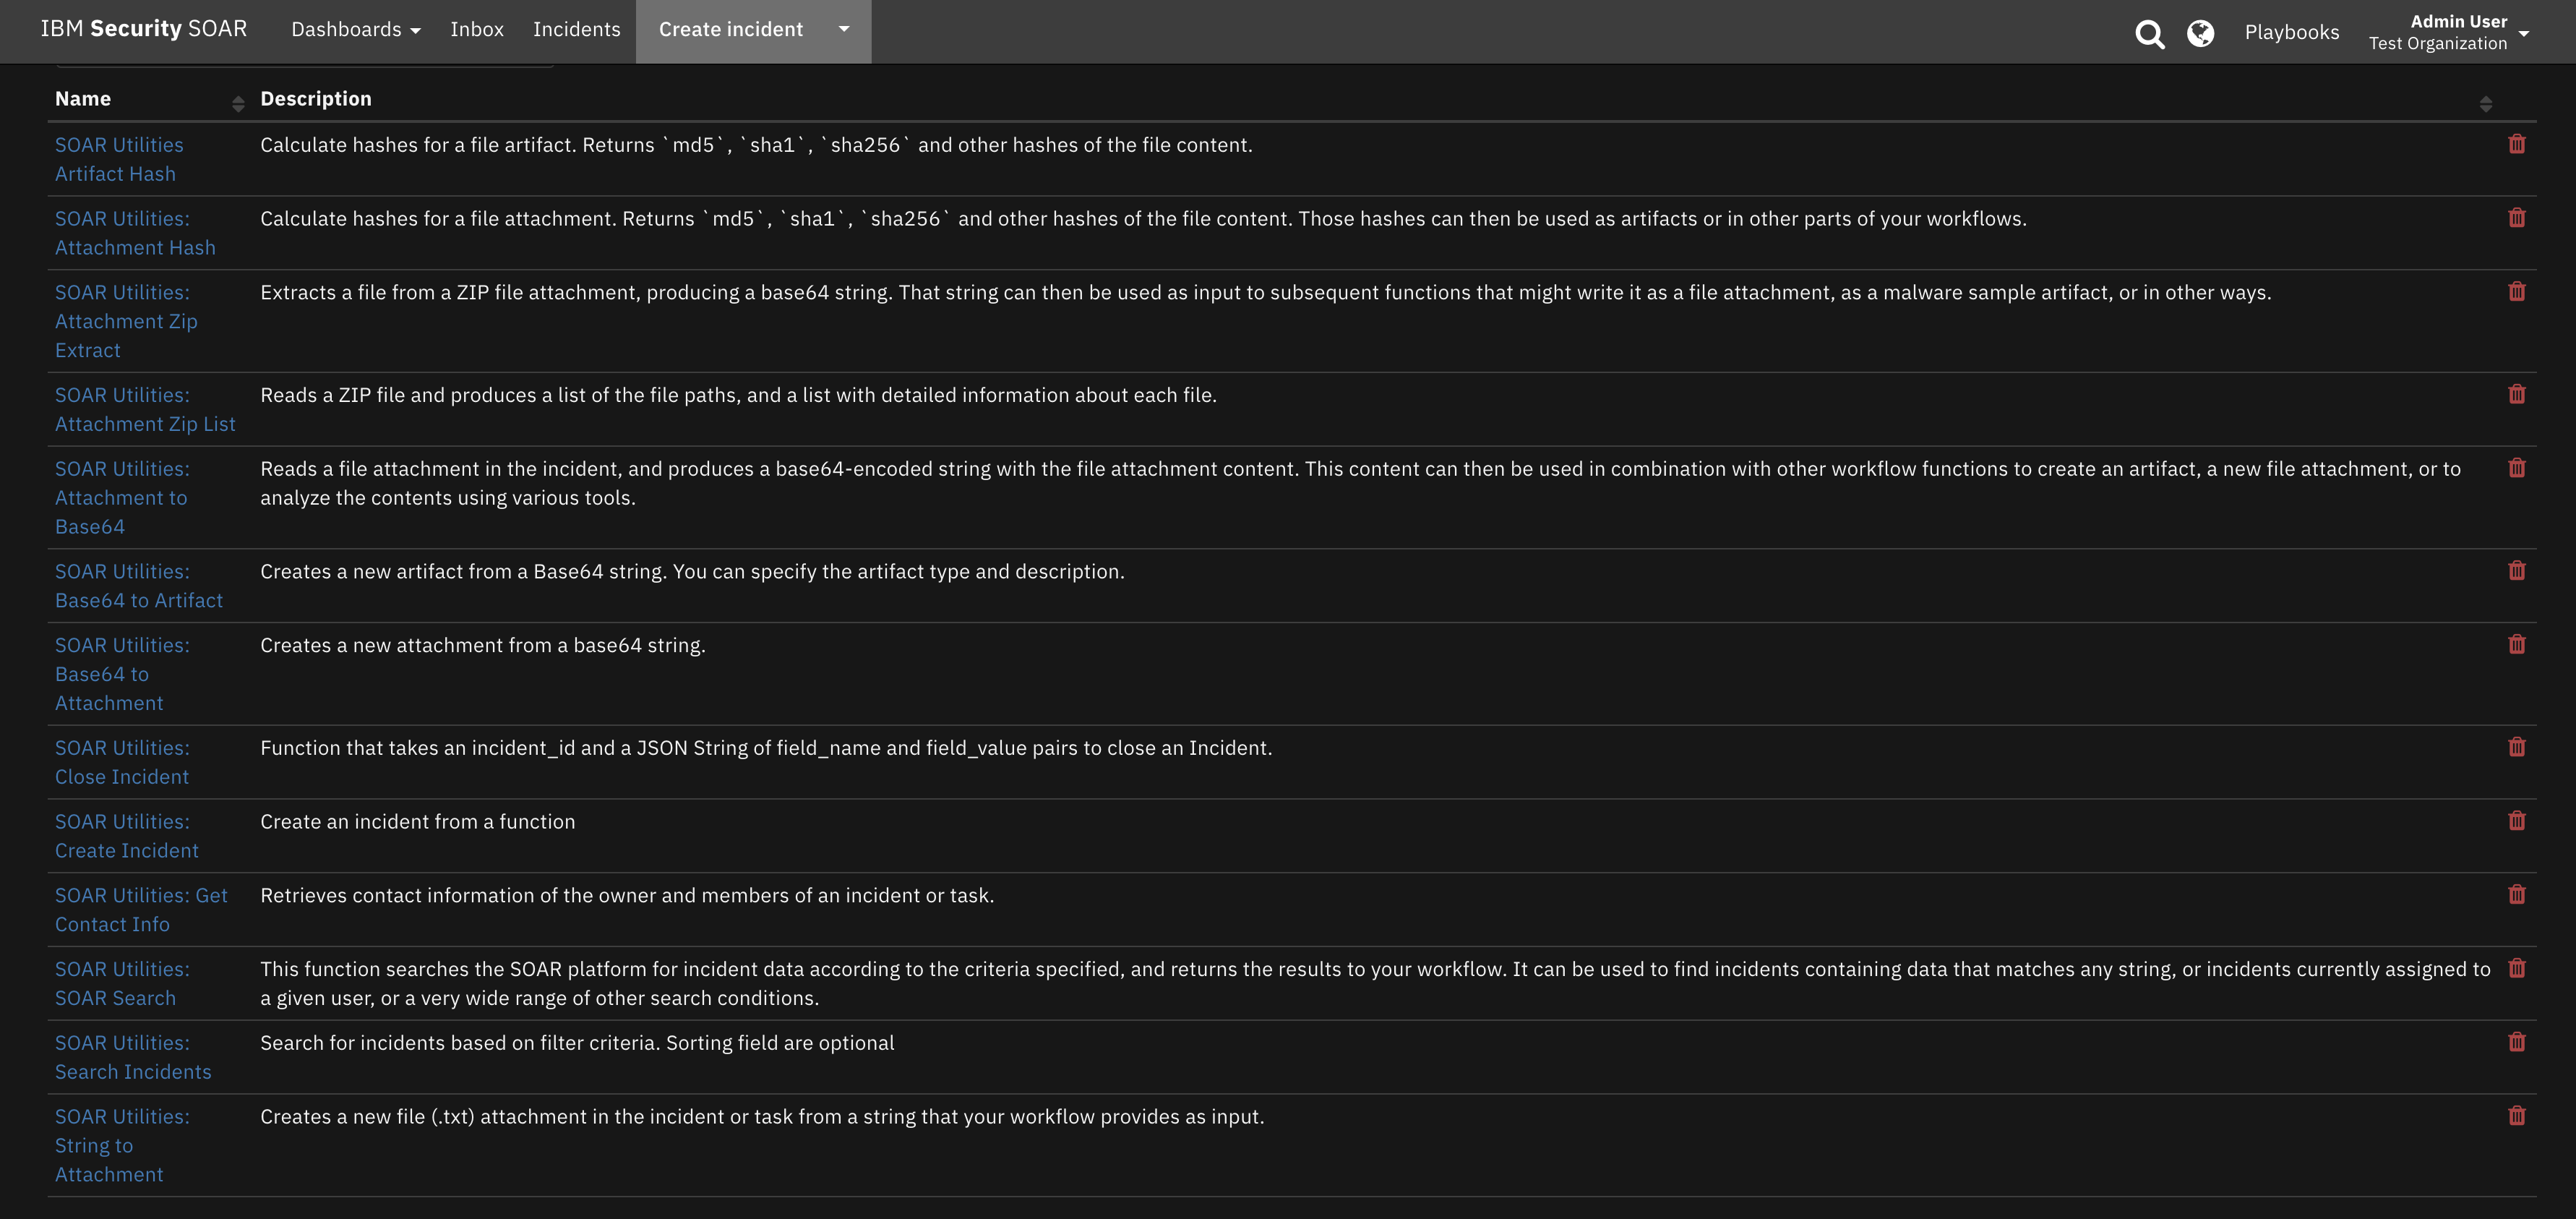 IBM Security SOAR Dashboards Inbox Incidents Create incident Playbooks Admin User
Test Organization
Name Description
SOAR Utilities Calculate hashes for a file artifact. Returns `md5`, `sha1`, `sha256` and other hashes of the file content.
Artifact Hash
SOAR Utilities: Calculate hashes for a file attachment. Returns `md5`, `sha1`, `sha256` and other hashes of the file content. Those hashes can then be used as artifacts or in other parts of your workflows.
Attachment Hash
SOAR Utilities: Extracts a file from a ZIP file attachment, producing a base64 string. That string can then be used as input to subsequent functions that might write it as a file attachment, as a malware sample artifact, or in other ways.
Attachment Zip
Extract
SOAR Utilities: Reads a ZIP file and produces a list of the file paths, and a list with detailed information about each file.
Attachment Zip List
SOAR Utilities: Reads a file attachment in the incident, and produces a base64-encoded string with the file attachment content. This content can then be used in combination with other workflow functions to create an artifact, a new file attachment, or to
Attachment to analyze the contents using various tools.
Base64
SOAR Utilities: Creates a new artifact from a Base64 string. You can specify the artifact type and description.
Base64 to Artifact
SOAR Utilities: Creates a new attachment from a base64 string.
Base64 to
Attachment
SOAR Utilities: Function that takes an incident_id and a JSON String of field_name and field_value pairs to close an Incident.
Close Incident
SOAR Utilities: Create an incident from a function
Create Incident
SOAR Utilities: Get Retrieves contact information of the owner and members of an incident or task.
Contact Info
SOAR Utilities: This function searches the SOAR platform for incident data according to the criteria specified, and returns the results to your workflow. It can be used to find incidents containing data that matches any string, or incidents currently assigned to
SOAR Search a given user, or a very wide range of other search conditions.
SOAR Utilities: Search for incidents based on filter criteria. Sorting field are optional
Search Incidents
SOAR Utilities: Creates a new file (.txt) attachment in the incident or task from a string that your workflow provides as input.
String to
Attachment